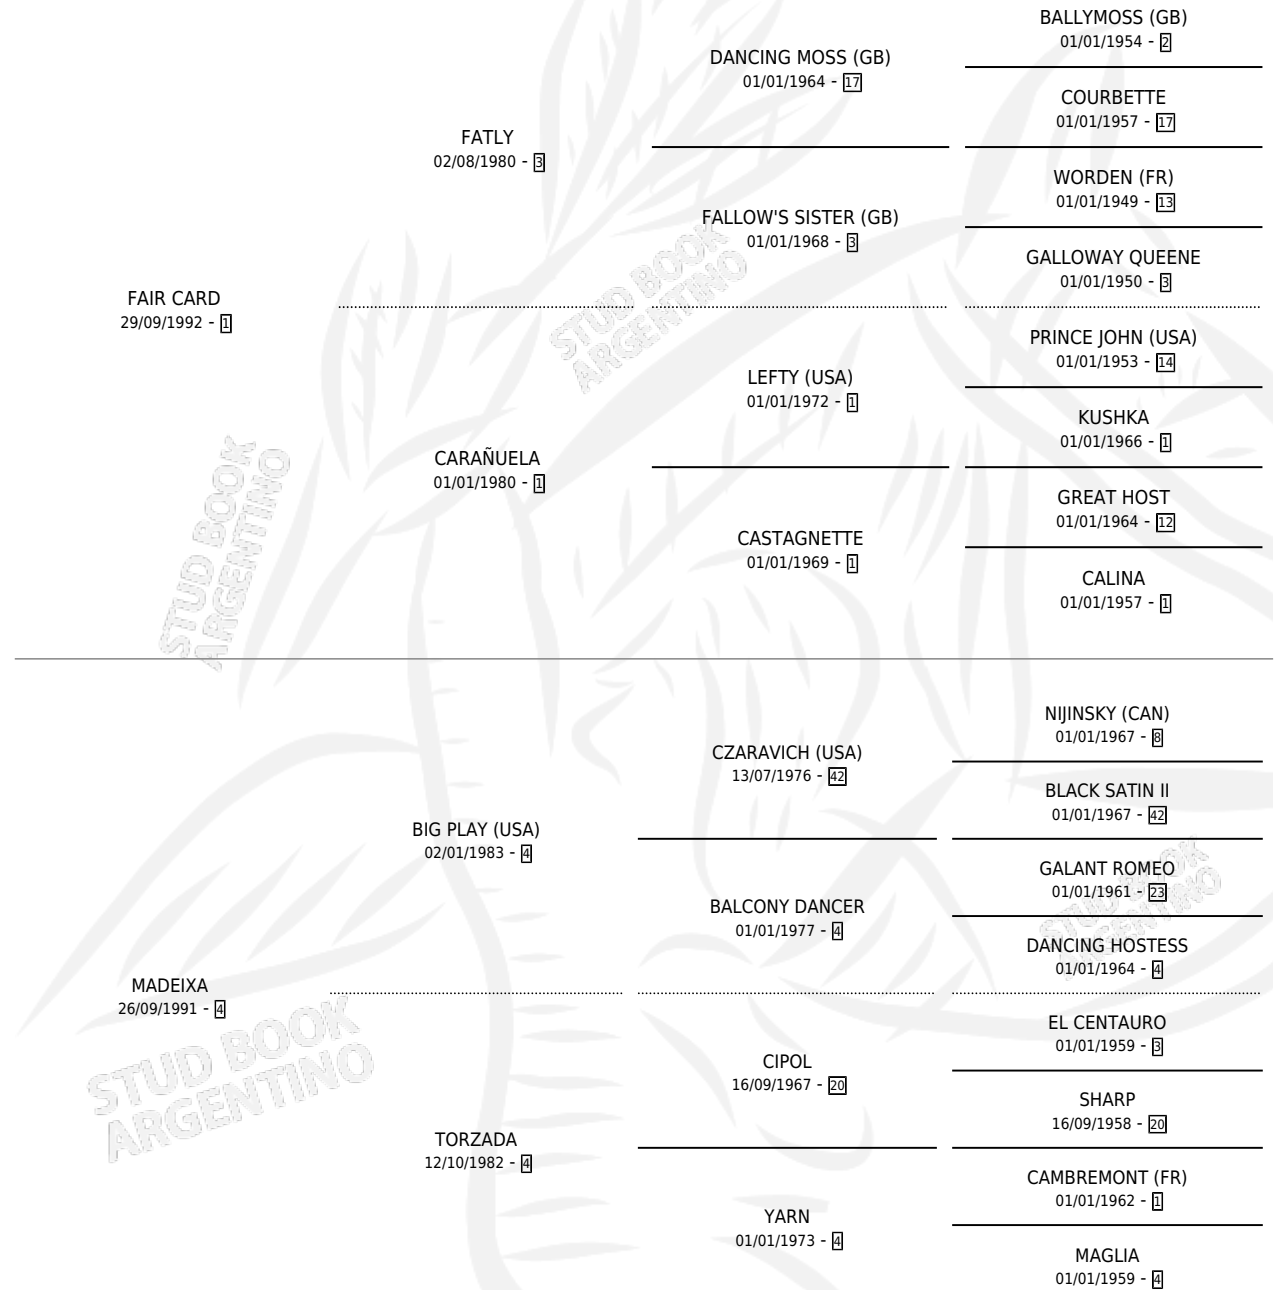 BALLYMOSS (GB)
01/01/1954 - 2
DANCING MOSS (GB)
01/01/1964 - 17
COURBETTE
01/01/1957 - 17
FATLY
02/08/1980 - 3
WORDEN (FR)
01/01/1949 - 13
FALLOW'S SISTER (GB)
01/01/1968 - 3
GALLOWAY QUEENE
01/01/1950 - 3
FAIR CARD
29/09/1992 - 1
STUD BOOK
ARGENTINO
PRINCE JOHN (USA)
01/01/1953 - 14
LEFTY (USA)
01/01/1972 - 1
KUSHKA
01/01/1966 - 1
CARAÑUELA
01/01/1980 - 1
GREAT HOST
01/01/1964 - 12
CASTAGNETTE
01/01/1969 - 1
CALINA
01/01/1957 - 1
STUD BOOK
ARGENTINO
NIJINSKY (CAN)
01/01/1967 - 8
CZARAVICH (USA)
13/07/1976 - 42
BLACK SATIN II
01/01/1967 - 42
BIG PLAY (USA)
02/01/1983 - 4
GALANT ROMEO
01/01/1961 - 23
BALCONY DANCER
01/01/1977 - 4
STUD BOOK
ARGENTINO
DANCING HOSTESS
01/01/1964 - 4
MADEIXA
26/09/1991 - 4
STUD BOOK
ARGENTINO
EL CENTAURO
01/01/1959 - 3
CIPOL
16/09/1967 - 20
SHARP
16/09/1958 - 20
TORZADA
12/10/1982 - 4
CAMBREMONT (FR)
01/01/1962 - 1
YARN
01/01/1973 - 4
MAGLIA
01/01/1959 - 4